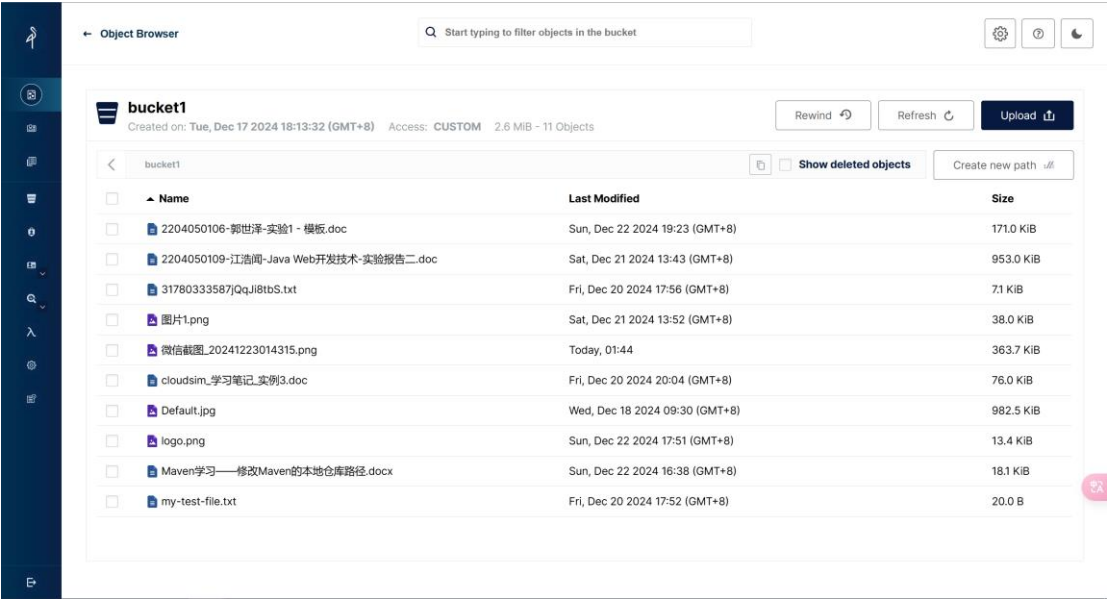 ← Object Browser
Start typing to filter objects in the bucket
bucket1
Created on: Tue, Dec 17 2024 18:13:32 (GMT+8) Access: CUSTOM 2.6 MiB - 11 Objects
Rewind Refresh Upload
bucket1 Show deleted objects Create new path
Name Last Modified Size
2204050106-郭世泽-实验1 - 模板.doc Sun, Dec 22 2024 19:23 (GMT+8) 171.0 KiB
2204050109-江浩闻-Java Web开发技术-实验报告二.doc Sat, Dec 21 2024 13:43 (GMT+8) 953.0 KiB
31780333587jQqJi8tbS.txt Fri, Dec 20 2024 17:56 (GMT+8) 7.1 KiB
图片1.png Sat, Dec 21 2024 13:52 (GMT+8) 38.0 KiB
微信截图_20241223014315.png Today, 01:44 363.7 KiB
cloudsim_学习笔记_实例3.doc Fri, Dec 20 2024 20:04 (GMT+8) 76.0 KiB
Default.jpg Wed, Dec 18 2024 09:30 (GMT+8) 982.5 KiB
logo.png Sun, Dec 22 2024 17:51 (GMT+8) 13.4 KiB
Maven学习——修改Maven的本地仓库路径.docx Sun, Dec 22 2024 16:38 (GMT+8) 18.1 KiB
my-test-file.txt Fri, Dec 20 2024 17:52 (GMT+8) 20.0 B